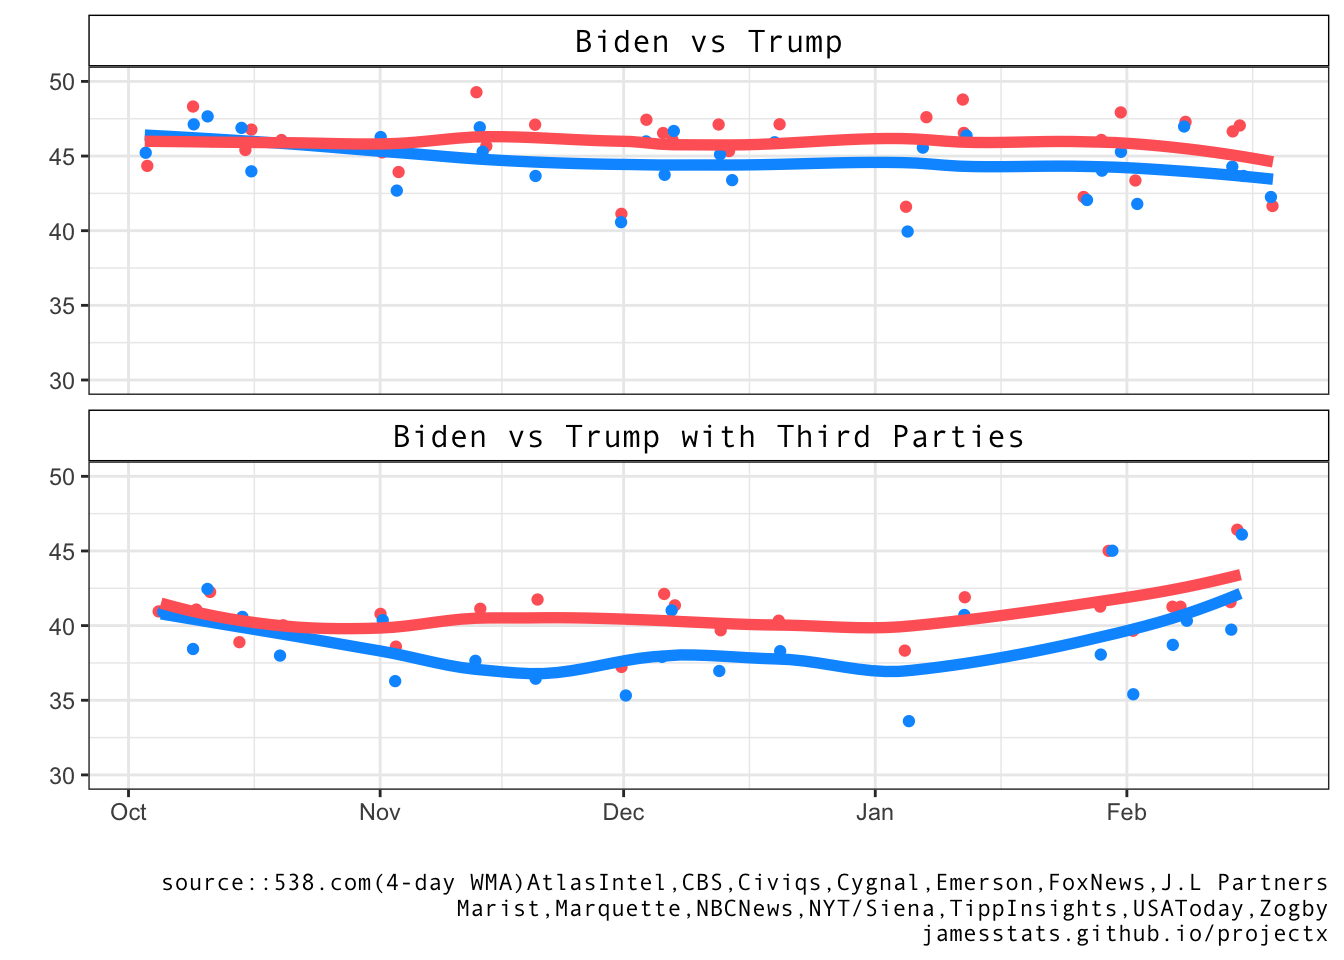 Biden vs Trump
50
45
40
35
30
Biden vs Trump with Third Parties
50
45
40
35
30
Oct Nov Dec Jan Feb
source::538.com(4-day WMA)AtlasIntel,CBS,Civiqs,Cygnal,Emerson,FoxNews,J.L Partners
Marist,Marquette,NBCNews,NYT/Siena,TippInsights,USAToday,Zogby
jamesstats.github.io/projectx